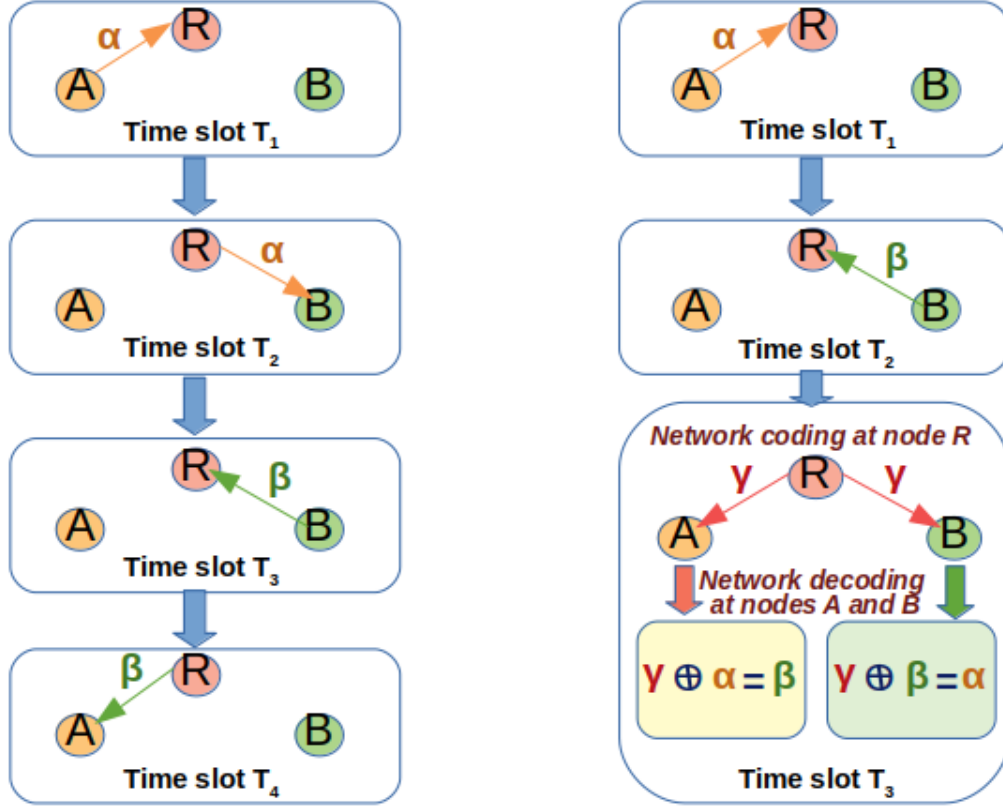 α
R
A
B
Time slot T₁
R
α
A
B
Time slot T₂
R
β
A
B
Time slot T₃
R
β
A
B
Time slot T₄
α
R
A
B
Time slot T₁
R
β
A
B
Time slot T₂
Network coding at node R
γ R γ
A B
Network decoding
at nodes A and B
γ ⊕ α = β
γ ⊕ β = α
Time slot T₃